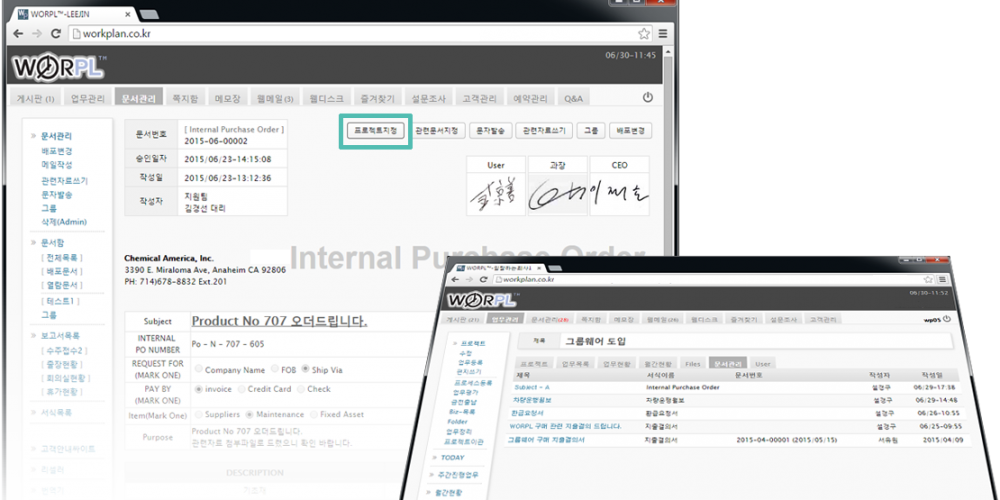 WORPL™-LEEJIN
workplan.co.kr
06/30-11:45
WORPL™
게시판 (1) 업무관리 문서관리 쪽지함 메모장 웹메일(3) 웹디스크 즐겨찾기 설문조사 고객관리 예약관리 Q&A
문서관리
배포변경
메일작성
관련자료쓰기
문자발송
그룹
삭제(Admin)
문서함
[ 전체목록 ]
[ 배포문서 ]
[ 열람문서 ]
[ 테스트1 ]
그룹
보고서목록
[ 수주접수2 ]
[ 출장현황 ]
[ 회의실현황 ]
[ 휴가현황 ]
서식목록
고객안내사이트
문서번호 [ Internal Purchase Order ]
2015-06-00002
승인일자 2015/06/23-14:15:08
작성일 2015/06/23-13:12:36
작성자 지원팀
김경선 대리
프로젝트지정 관련문서지정 문자발송 관련자료쓰기 그룹 배포변경
User 과장 CEO
Internal Purchase Order
Chemical America, Inc.
3390 E. Miraloma Ave, Anaheim CA 92806
PH: 714)678-8832 Ext.201
Subject Product No 707 오더드립니다.
INTERNAL
PO NUMBER Po - N - 707 - 605
REQUEST FOR
(MARK ONE) Company Name FOB Ship Via
PAY BY
(MARK ONE) invoice Credit Card Check
Item(Mark One) Suppliers Maintenance Fixed Asset
Purpose Product No 707 오더드립니다.
관련자료 첨부파일로 드렸으니 확인 바랍니다.
DESCRIPTION
workplan.co.kr
06/30-11:52
WORPL™
게시판 (21) 업무관리 문서관리(28) 쪽지함 메모장 웹메일(26) 웹디스크 즐겨찾기 설문조사 고객관리
wp05
프로젝트
수정
업무등록
쪽지쓰기
프로세스등록
업무평가
금전출납
Biz-목록
Folder
업무정리
프로젝트이관
TODAY
주간진행업무
월간현황
제목 그룹웨어 도입
프로젝트 업무목록 업무현황 월간현황 Files 문서관리 User
제목 서식이름 문서번호 작성자 작성일
Subject - A Internal Purchase Order 설경구 06/29-17:38
차량운행일보 차량운행일보 설경구 06/29-14:48
환급요청서 환급요청서 설경구 06/26-10:55
WORPL 구매 관련 지출결의 드립니다. 지출결의서 설경구 06/25-09:55
그룹웨어 구매 지출결의서 지출결의서 2015-04-00001 (2015/05/15) 서유원 2015/04/09